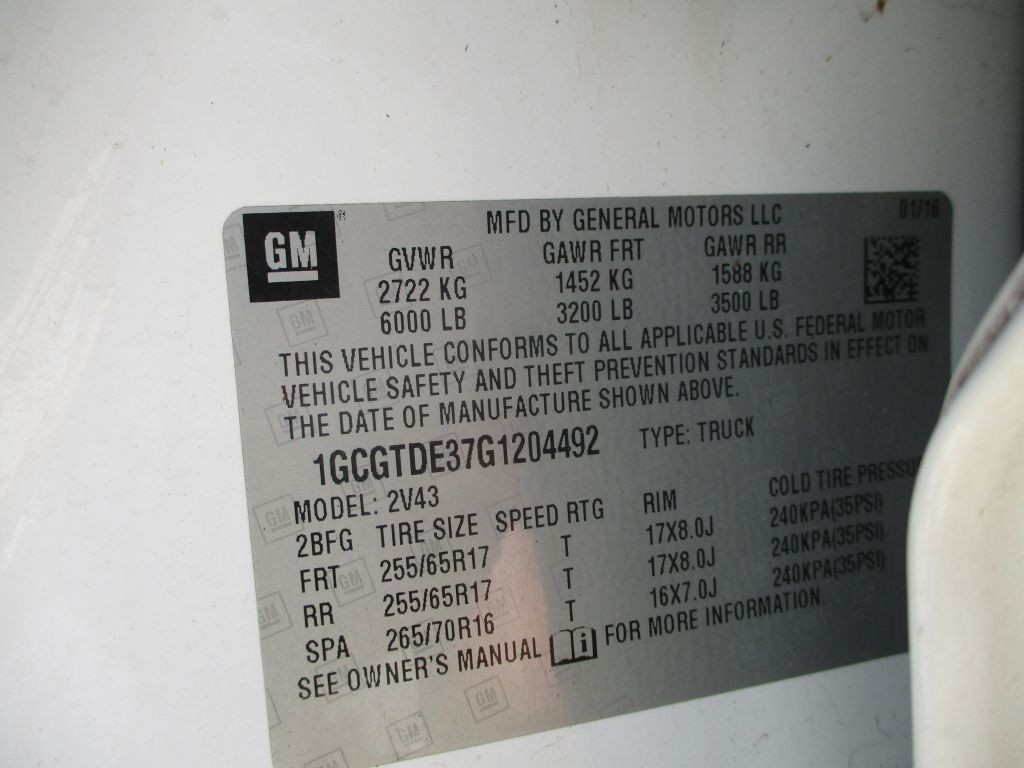 GM
MFD BY GENERAL MOTORS LLC 01/16
GVWR GAWR FRT GAWR RR
2722 KG 1452 KG 1588 KG
6000 LB 3200 LB 3500 LB
THIS VEHICLE CONFORMS TO ALL APPLICABLE U.S. FEDERAL MOTOR
VEHICLE SAFETY AND THEFT PREVENTION STANDARDS IN EFFECT ON
THE DATE OF MANUFACTURE SHOWN ABOVE.
1GCGTDE37G1204492 TYPE: TRUCK
MODEL: 2V43
2BFG TIRE SIZE SPEED RTG RIM COLD TIRE PRESSU
FRT 255/65R17 T 17X8.0J 240KPA(35PSI)
RR 255/65R17 T 17X8.0J 240KPA(35PSI)
SPA 265/70R16 T 16X7.0J 240KPA(35PSI)
SEE OWNER'S MANUAL i FOR MORE INFORMATION.